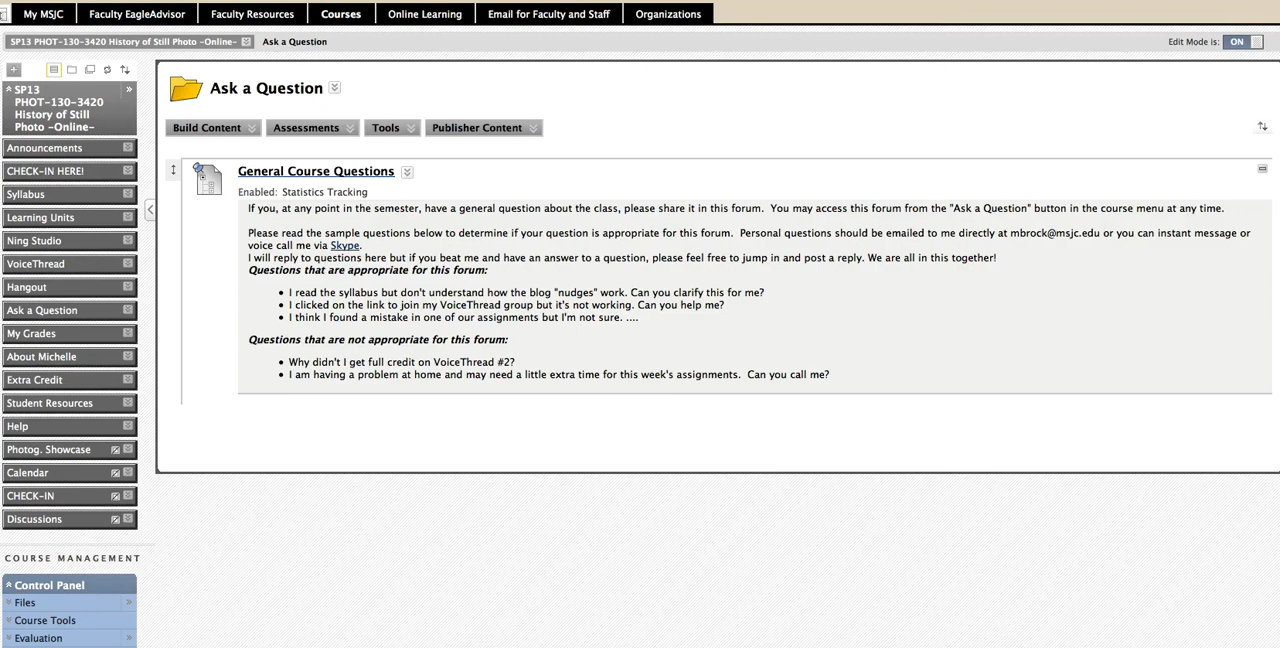 My MSJC
Faculty EagleAdvisor
Faculty Resources
Courses
Online Learning
Email for Faculty and Staff
Organizations
SP13 PHOT-130-3420 History of Still Photo -Online-
Ask a Question
Edit Mode is: ON
SP13
PHOT-130-3420
History of Still
Photo -Online-
Announcements
CHECK-IN HERE!
Syllabus
Learning Units
Ning Studio
VoiceThread
Hangout
Ask a Question
My Grades
About Michelle
Extra Credit
Student Resources
Help
Photog. Showcase
Calendar
CHECK-IN
Discussions
COURSE MANAGEMENT
Control Panel
Files
Course Tools
Evaluation
Ask a Question
Build Content
Assessments
Tools
Publisher Content
General Course Questions
Enabled: Statistics Tracking
If you, at any point in the semester, have a general question about the class, please share it in this forum. You may access this forum from the "Ask a Question" button in the course menu at any time.
Please read the sample questions below to determine if your question is appropriate for this forum. Personal questions should be emailed to me directly at mbrock@msjc.edu or you can instant message or
voice call me via Skype.
I will reply to questions here but if you beat me and have an answer to a question, please feel free to jump in and post a reply. We are all in this together!
Questions that are appropriate for this forum:
• I read the syllabus but don't understand how the blog "nudges" work. Can you clarify this for me?
• I clicked on the link to join my VoiceThread group but it's not working. Can you help me?
• I think I found a mistake in one of our assignments but I'm not sure. ....
Questions that are not appropriate for this forum:
• Why didn't I get full credit on VoiceThread #2?
• I am having a problem at home and may need a little extra time for this week's assignments. Can you call me?